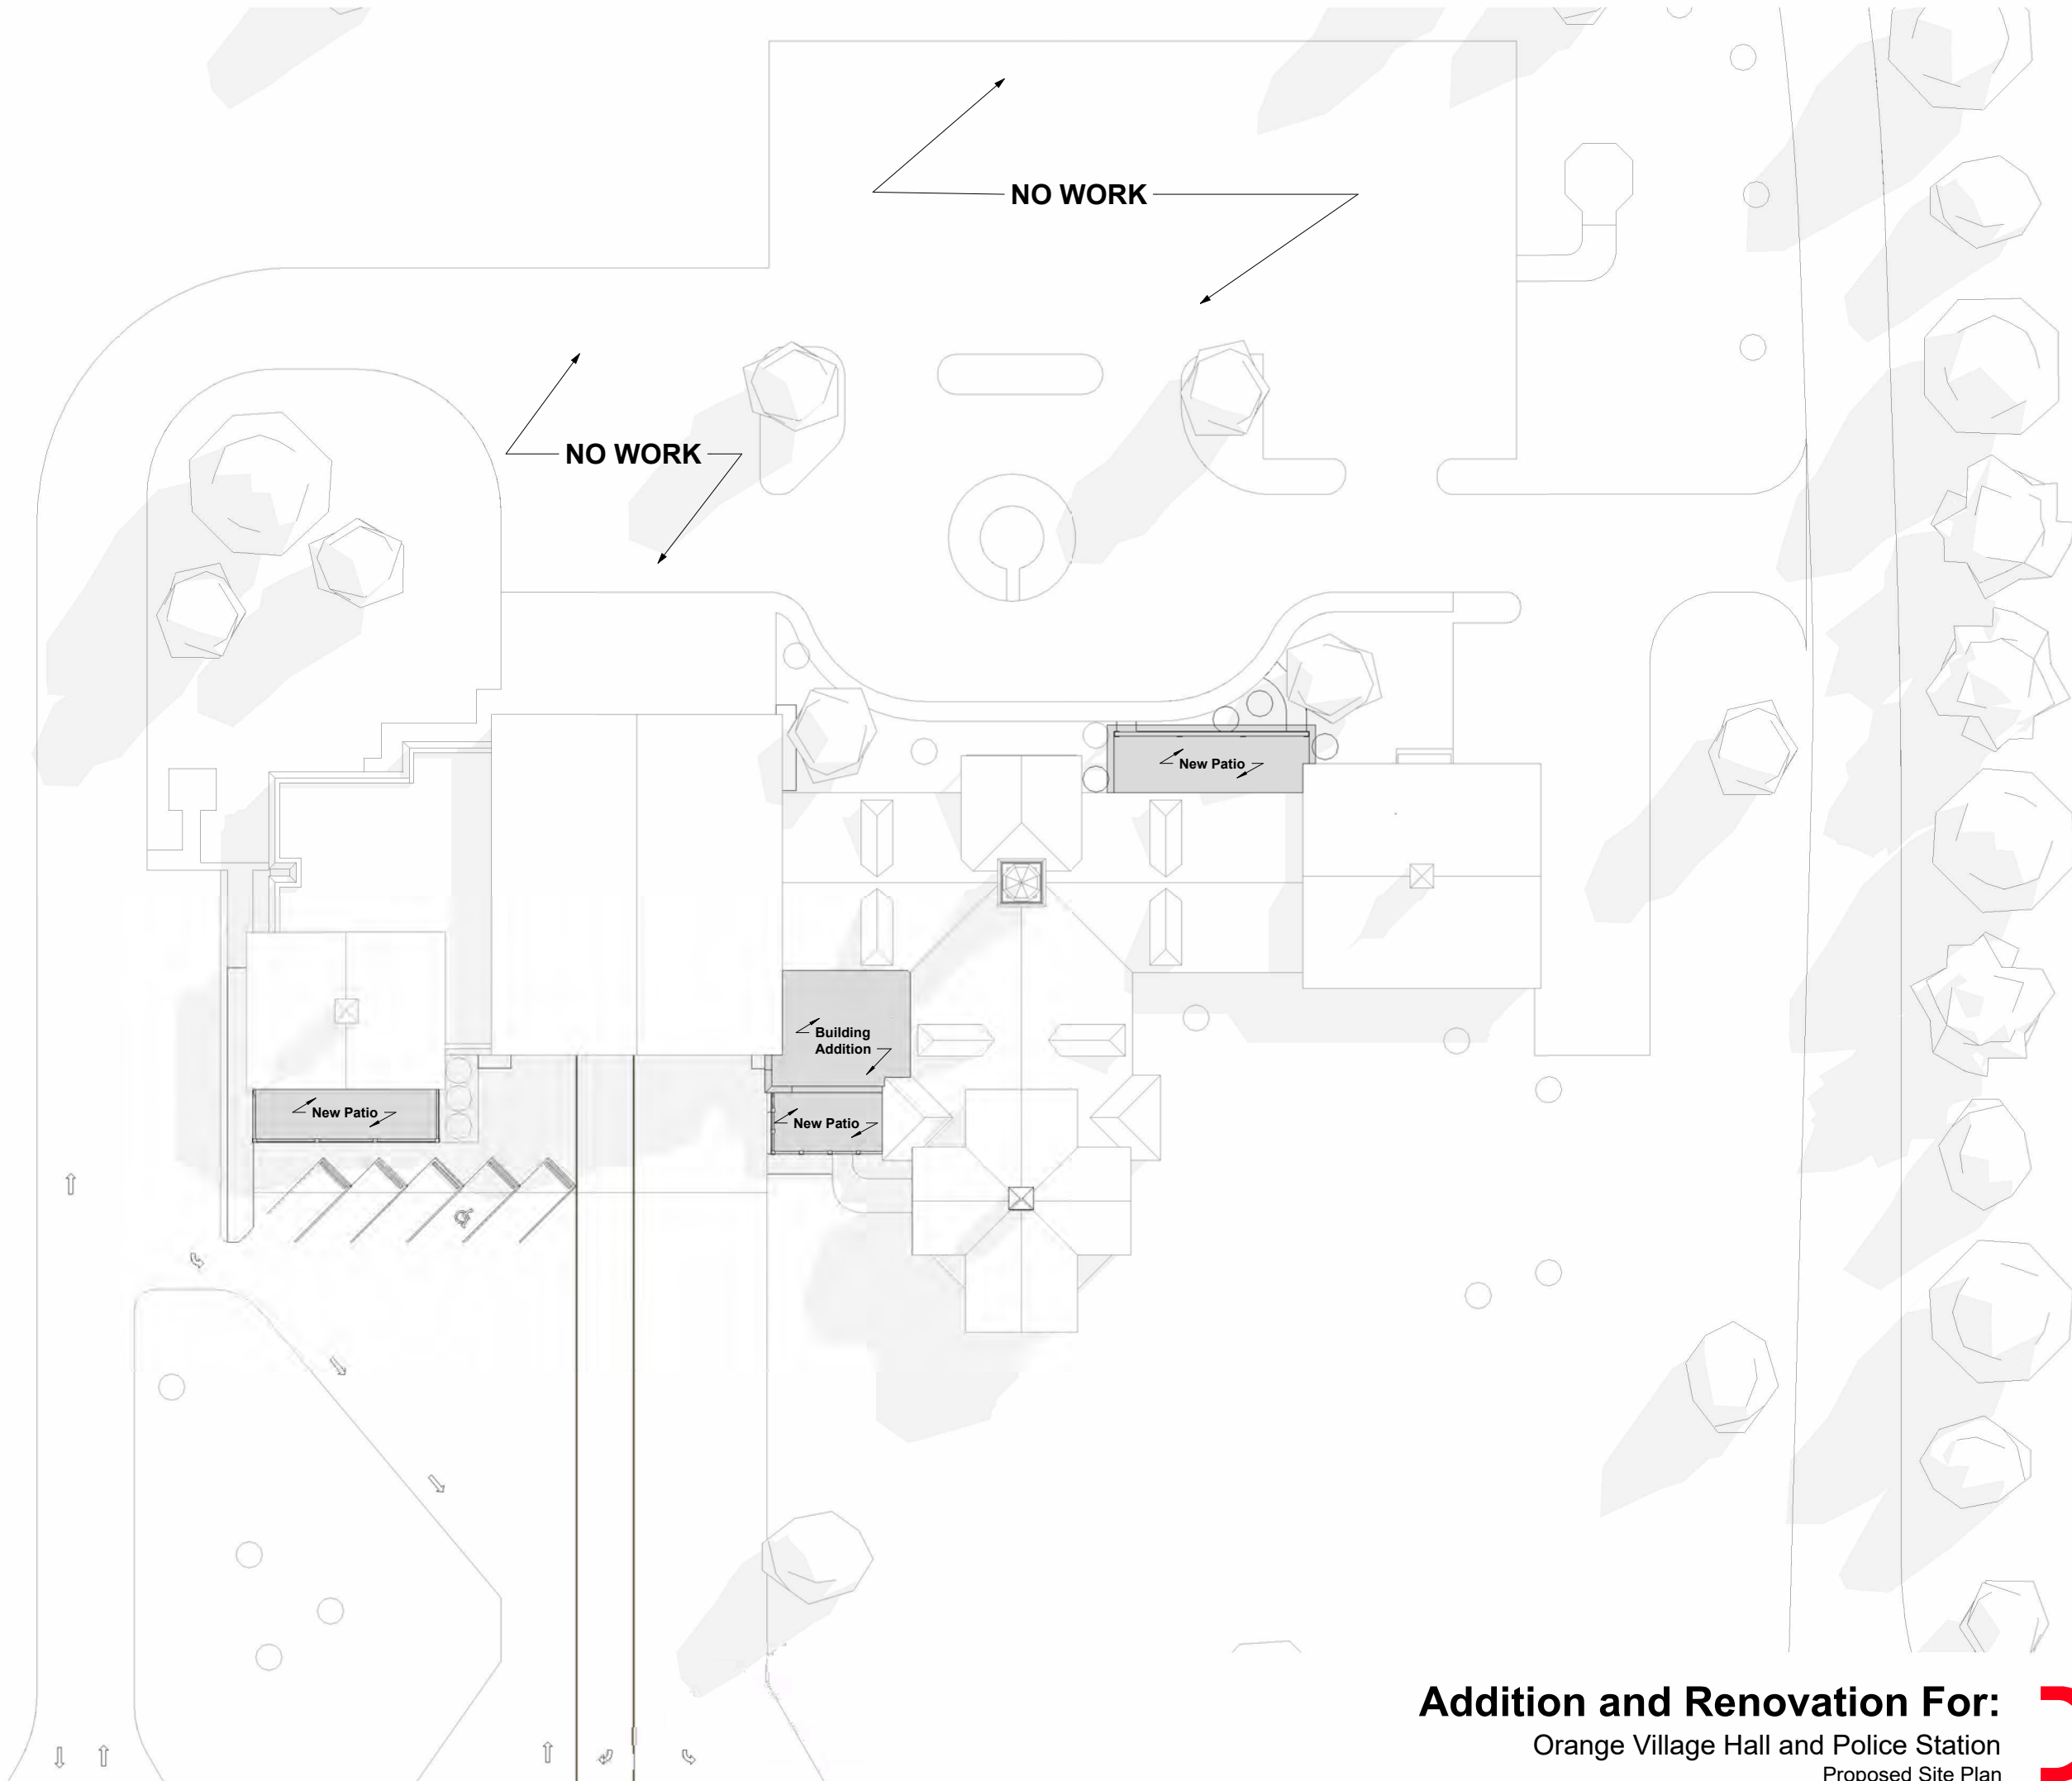 NO WORK
NO WORK
New Patio
Building
Addition
New Patio
New Patio
Addition and Renovation For:
Orange Village Hall and Police Station
Proposed Site Plan